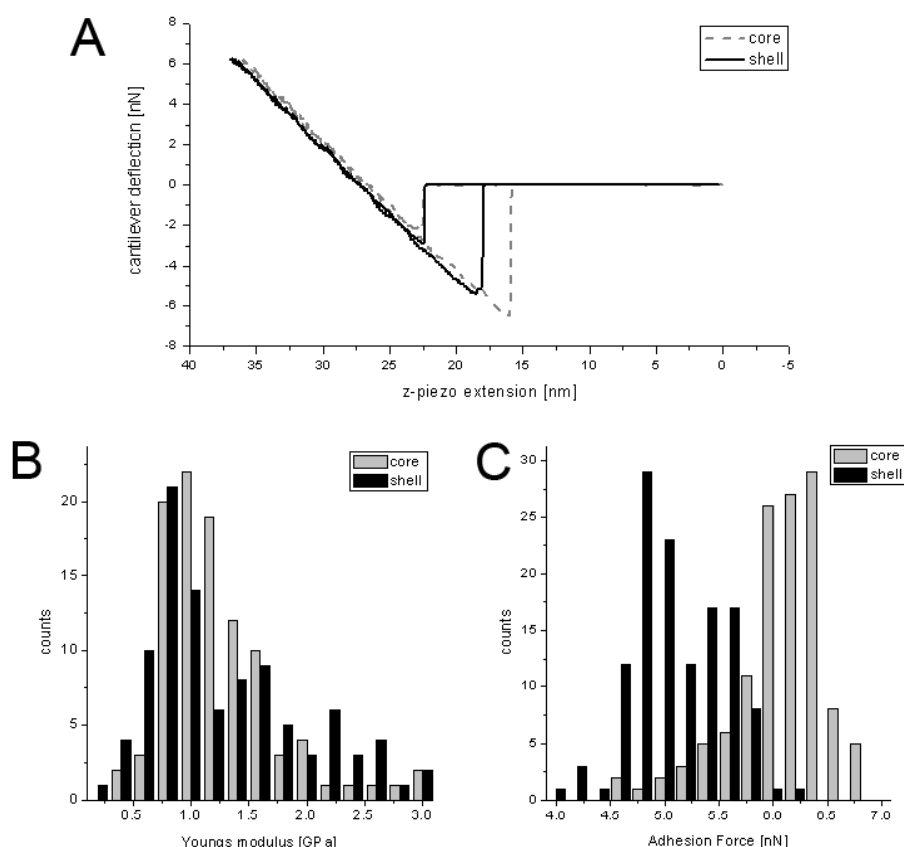 A
core
shell
cantilever deflection [nN]
8
6
4
2
0
-2
-4
-6
-8
40 35 30 25 20 15 10 5 0 -5
z-piezo extension [nm]
B
core
shell
counts
20
15
10
5
0
0.5 1.0 1.5 2.0 2.5 3.0
Youngs modulus [GPa]
C
core
shell
counts
30
25
20
15
10
5
0
4.0 4.5 5.0 5.5 6.0 6.5 7.0
Adhesion Force [nN]